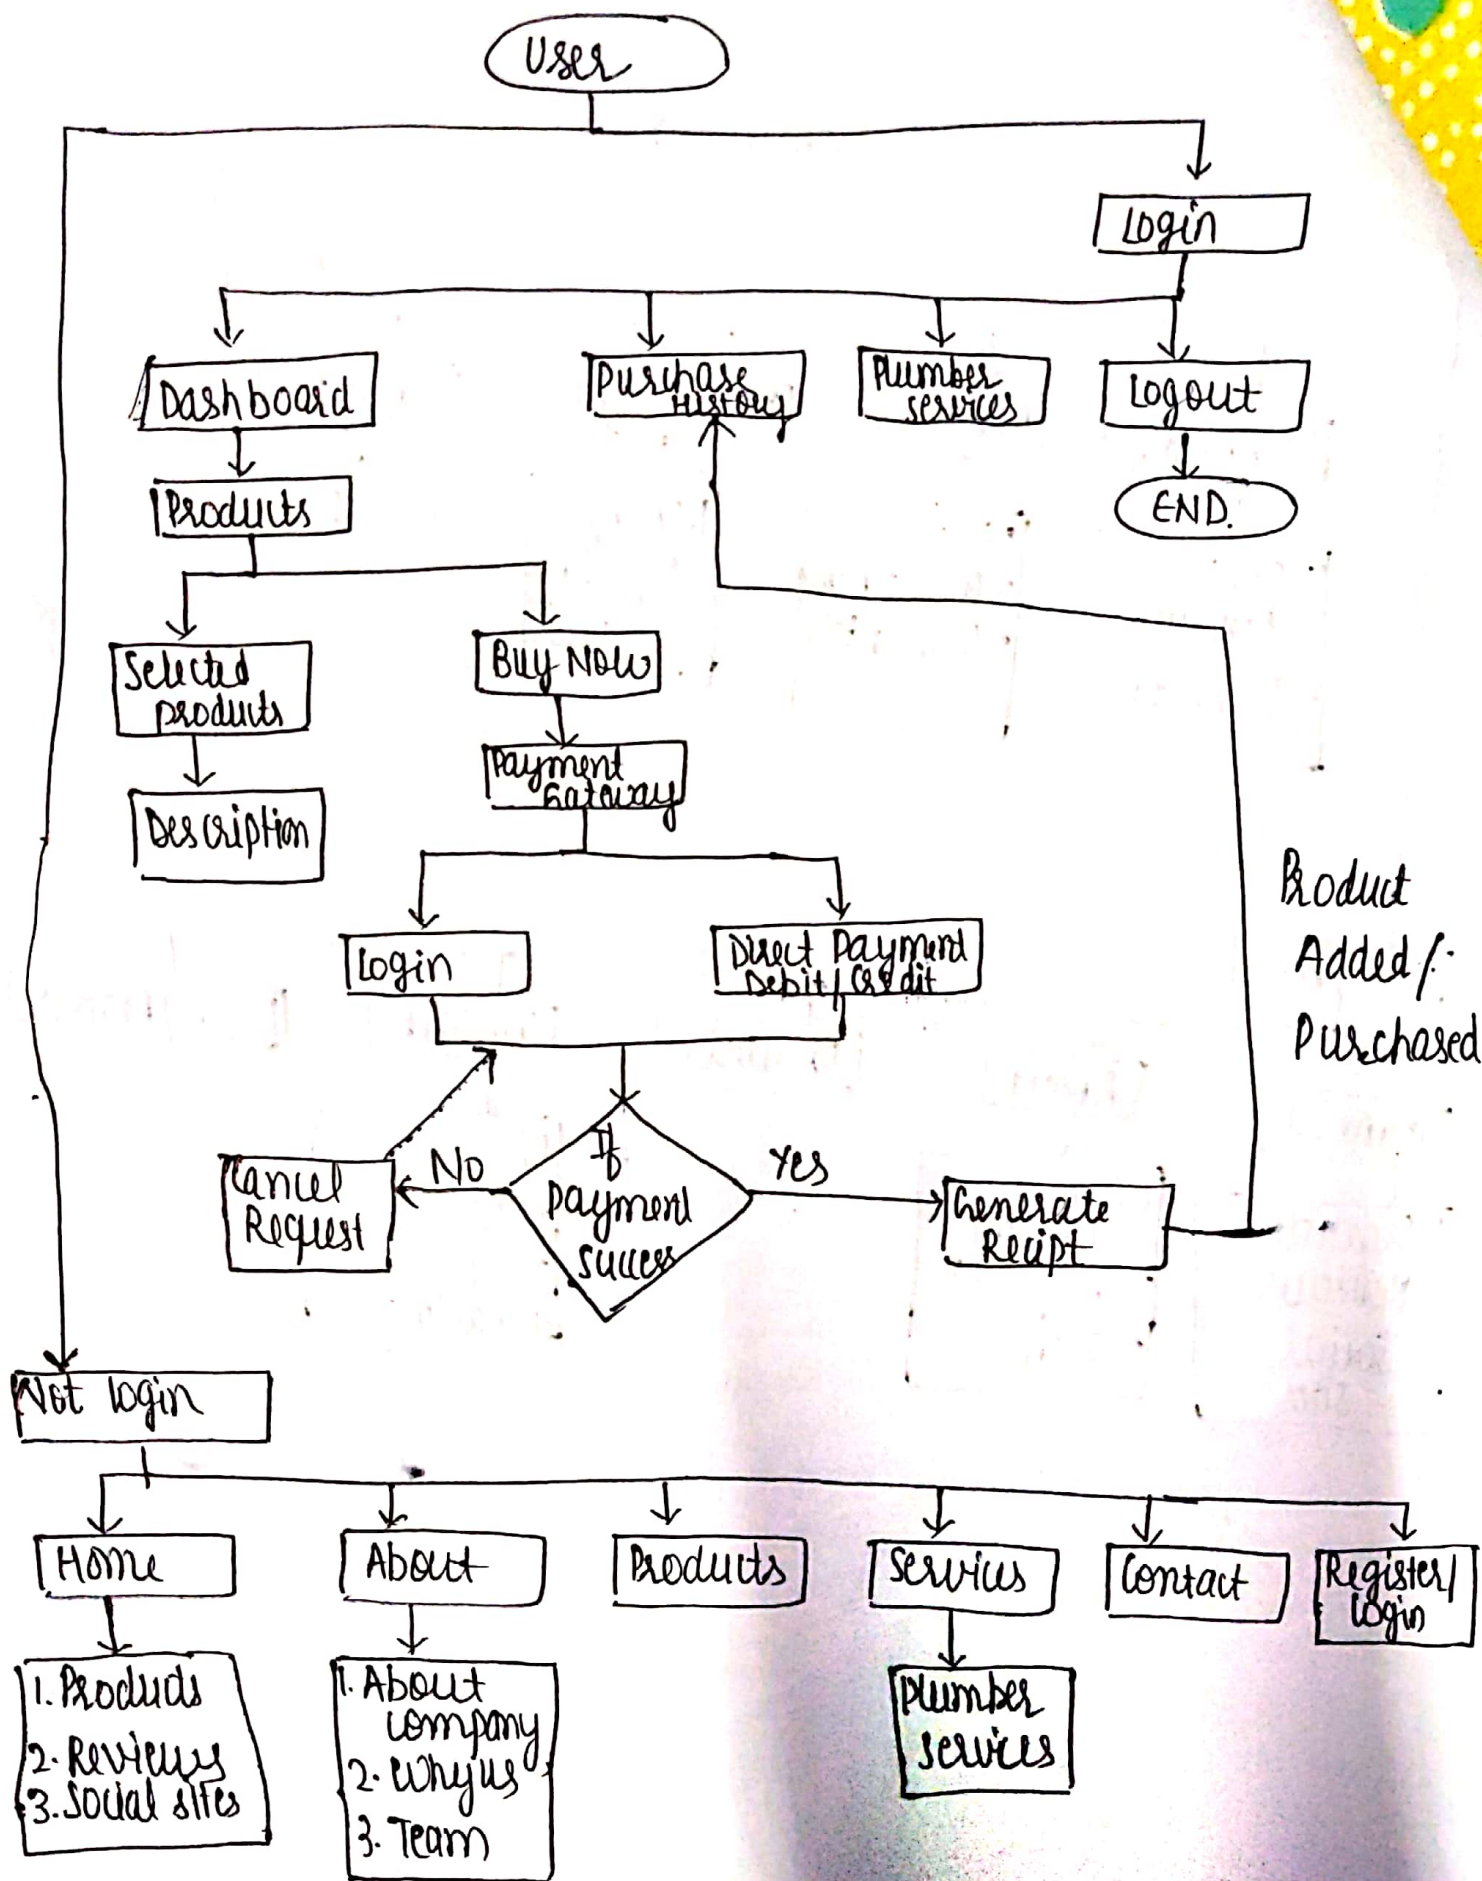 User
Login
Dashboard
Purchase
History
Plumber
services
Logout
Products
END.
Selected
products
Buy Now
Payment
Gateway
Description
Product
Added/
Purchased
Login
Direct Payment
Debit/Credit
If
payment
success
No
Yes
Cancel
Request
Generate
Recipt
Not login
Home
About
Products
Services
Contact
Register/
login
1. Products
2. Reviews
3. Social sites
1. About
company
2. Why us
3. Team
plumber
services